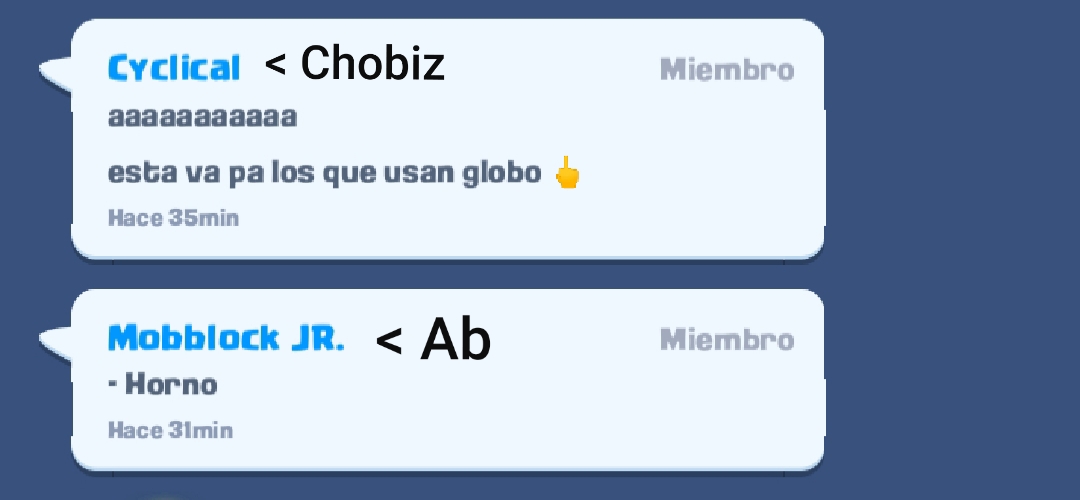 Cyclical < Chobiz Miembro
aaaaaaaaaaa
esta va pa los que usan globo 🖕
Hace 35min
Mobblock JR. < Ab Miembro
- Horno
Hace 31min